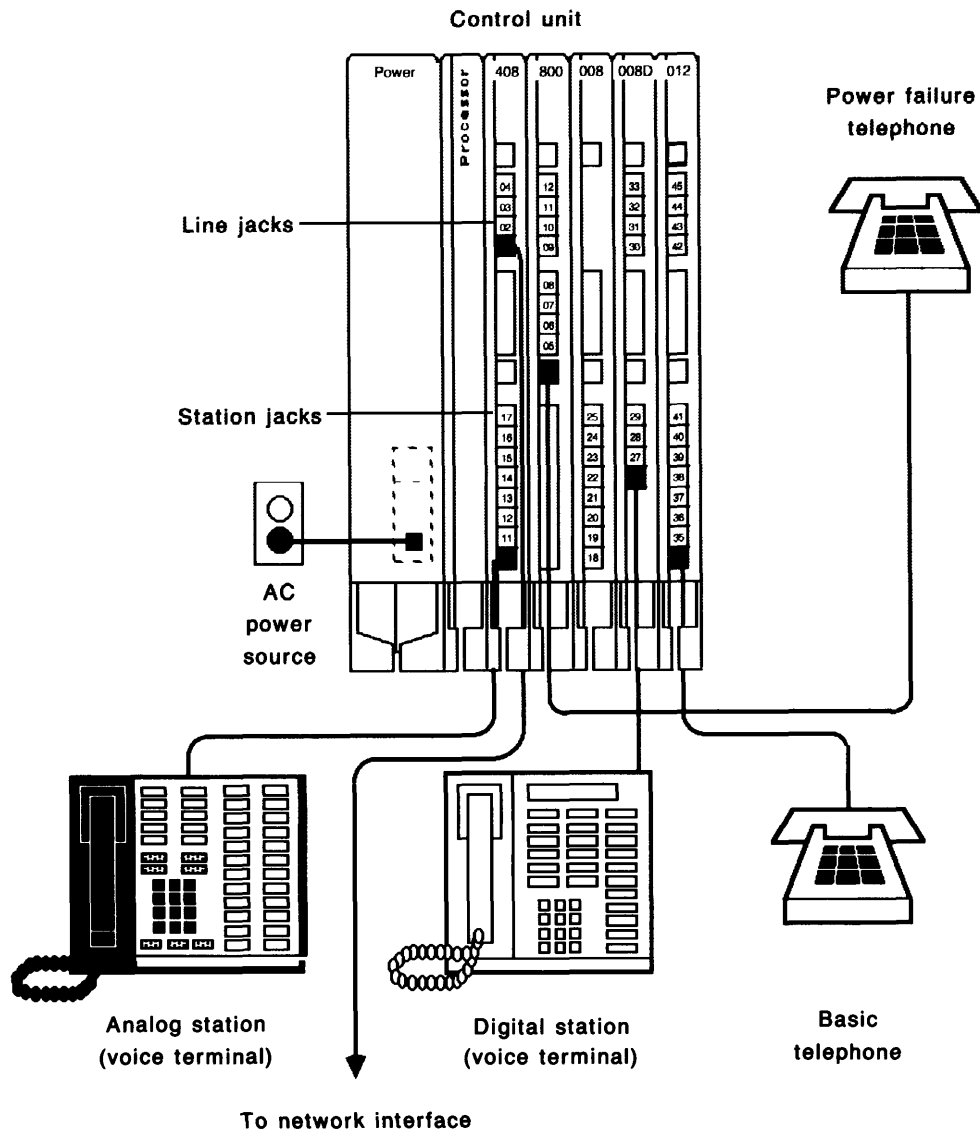 Control unit
Power
Processor
408
800
008
008D
012
Power failure
telephone
Line jacks
04
03
02
12
11
10
09
08
07
06
05
33
32
31
30
45
44
43
42
Station jacks
17
16
15
14
13
12
11
25
24
23
22
21
20
19
18
29
28
27
41
40
39
38
37
36
35
AC
power
source
Analog station
(voice terminal)
Digital station
(voice terminal)
Basic
telephone
To network interface